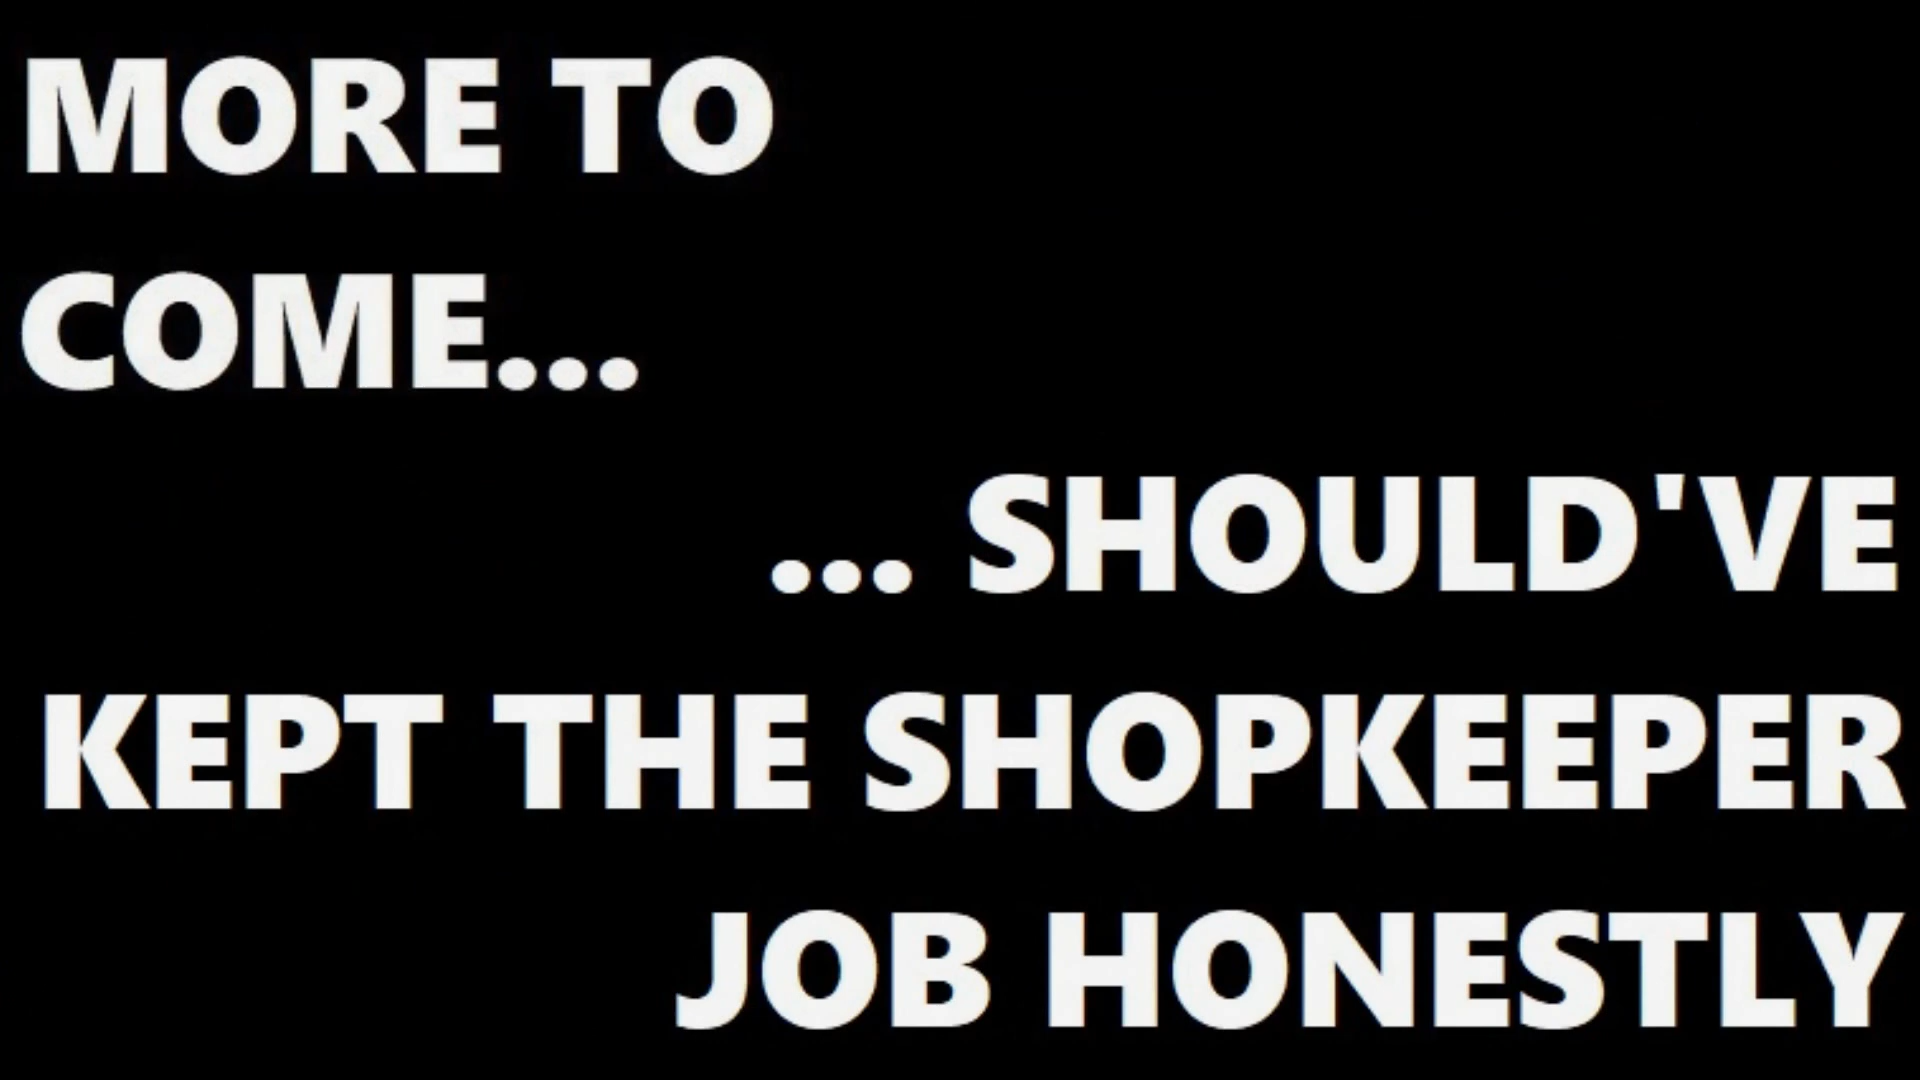 MORE TO
COME...
... SHOULD'VE
KEPT THE SHOPKEEPER
JOB HONESTLY